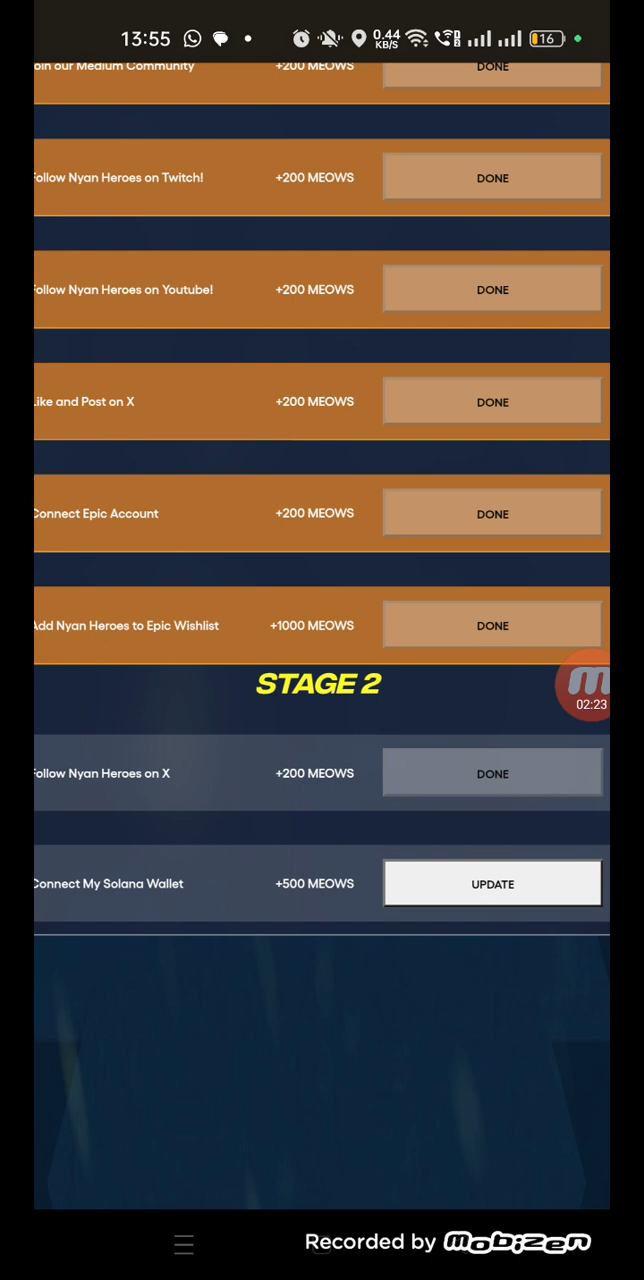 13:55 0.44 KB/S 16
oin our Medium Community +200 MEOWS DONE
Follow Nyan Heroes on Twitch! +200 MEOWS DONE
Follow Nyan Heroes on Youtube! +200 MEOWS DONE
Like and Post on X +200 MEOWS DONE
Connect Epic Account +200 MEOWS DONE
Add Nyan Heroes to Epic Wishlist +1000 MEOWS DONE
STAGE 2
02:23
Follow Nyan Heroes on X +200 MEOWS DONE
Connect My Solana Wallet +500 MEOWS UPDATE
Recorded by Mobizen